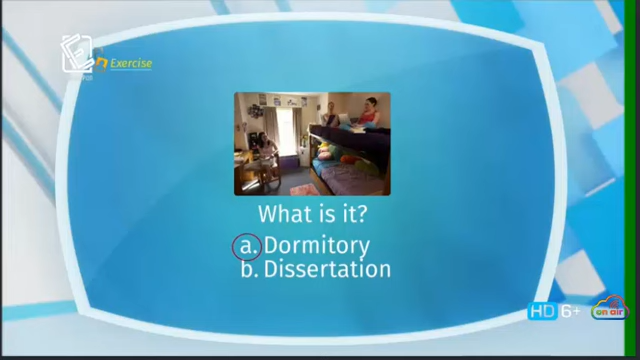 Exercise
What is it?
a. Dormitory
b. Dissertation
HD 6+
on air